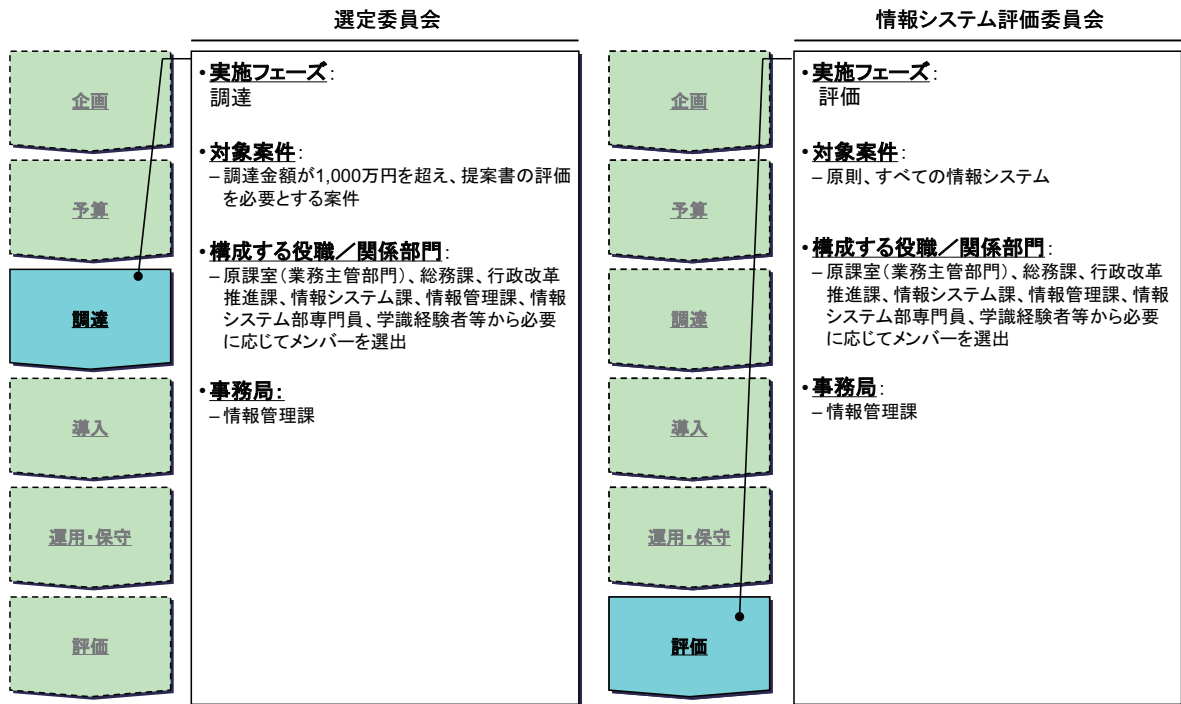 選定委員会
企画
予算
調達
導入
運用・保守
評価
・実施フェーズ:
調達
・対象案件:
–調達金額が1,000万円を超え、提案書の評価
を必要とする案件
・構成する役職/関係部門:
–原課室(業務主管部門)、総務課、行政改革
推進課、情報システム課、情報管理課、情報
システム部専門員、学識経験者等から必要
に応じてメンバーを選出
・事務局:
–情報管理課
情報システム評価委員会
企画
予算
調達
導入
運用・保守
評価
・実施フェーズ:
評価
・対象案件:
–原則、すべての情報システム
・構成する役職/関係部門:
–原課室(業務主管部門)、総務課、行政改革
推進課、情報システム課、情報管理課、情報
システム部専門員、学識経験者等から必要
に応じてメンバーを選出
・事務局:
–情報管理課